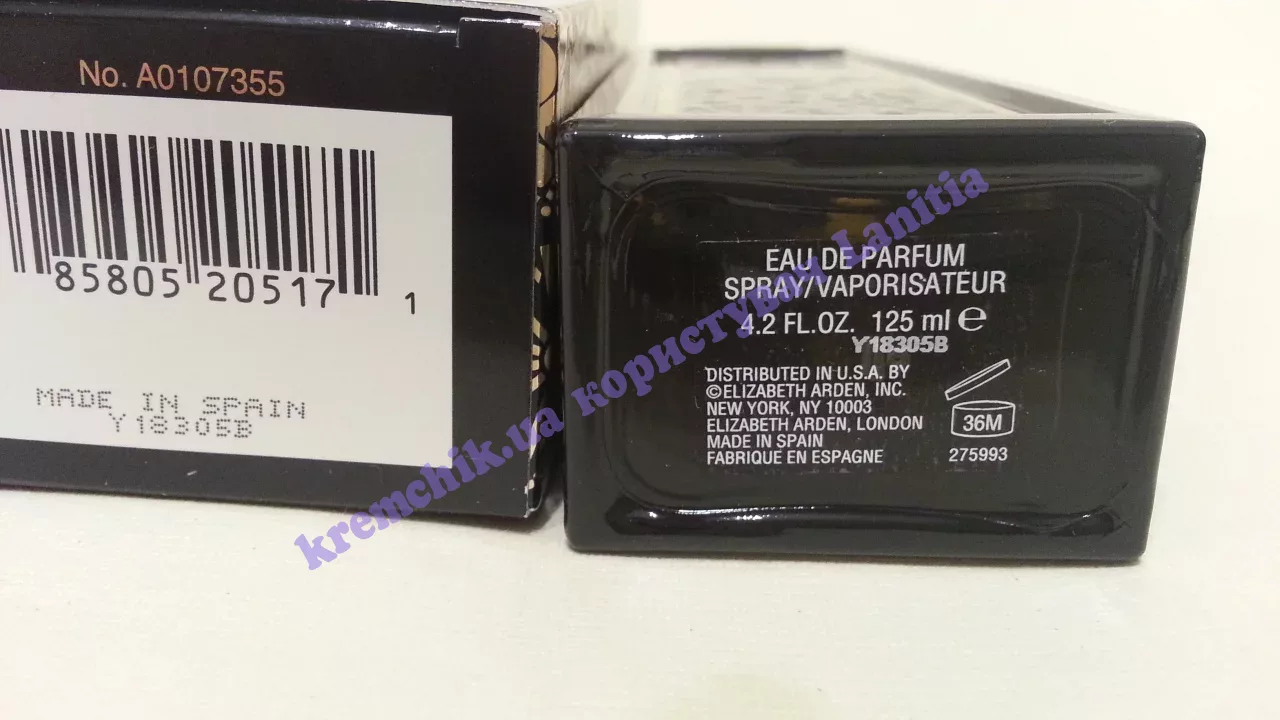 No. A0107355
85805 20517 1
MADE IN SPAIN
Y18305B
EAU DE PARFUM
SPRAY/VAPORISATEUR
4.2 FL.OZ. 125 ml e
Y18305B
DISTRIBUTED IN U.S.A. BY
©ELIZABETH ARDEN, INC.
NEW YORK, NY 10003
ELIZABETH ARDEN, LONDON
MADE IN SPAIN
FABRIQUE EN ESPAGNE
36M
275993
kremchik.ua користувач Lanitia